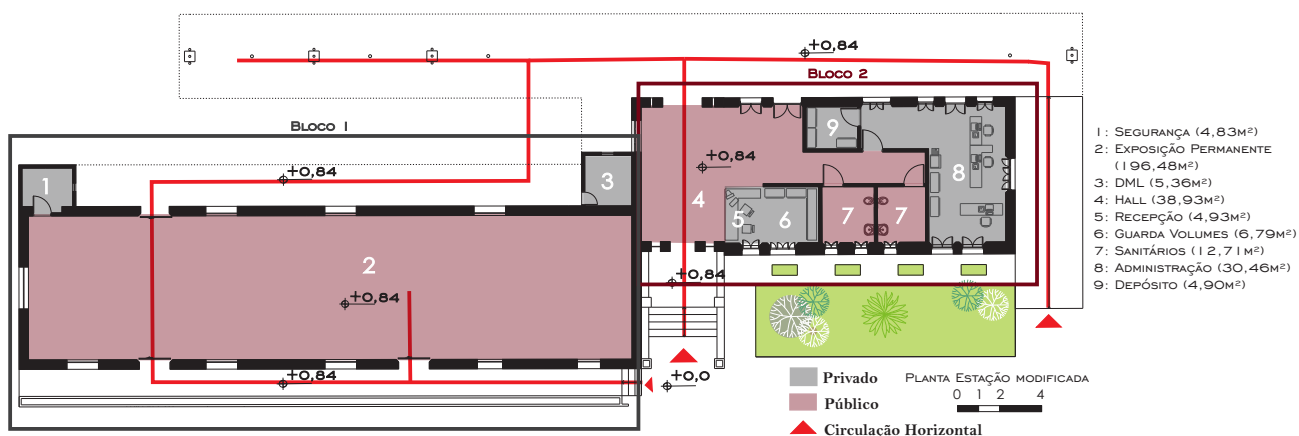 +0,84
Bloco 2
Bloco 1
9
+0,84
8
1
+0,84
3
4
5
6
7
7
2
+0,84
+0,84
+0,84
+0,0
1: Segurança (4,83m²)
2: Exposição Permanente
(196,48m²)
3: DML (5,36m²)
4: Hall (38,93m²)
5: Recepção (4,93m²)
6: Guarda Volumes (6,79m²)
7: Sanitários (12,71m²)
8: Administração (30,46m²)
9: Depósito (4,90m²)
Privado
Público
Circulação Horizontal
Planta Estação modificada
0 1 2 4